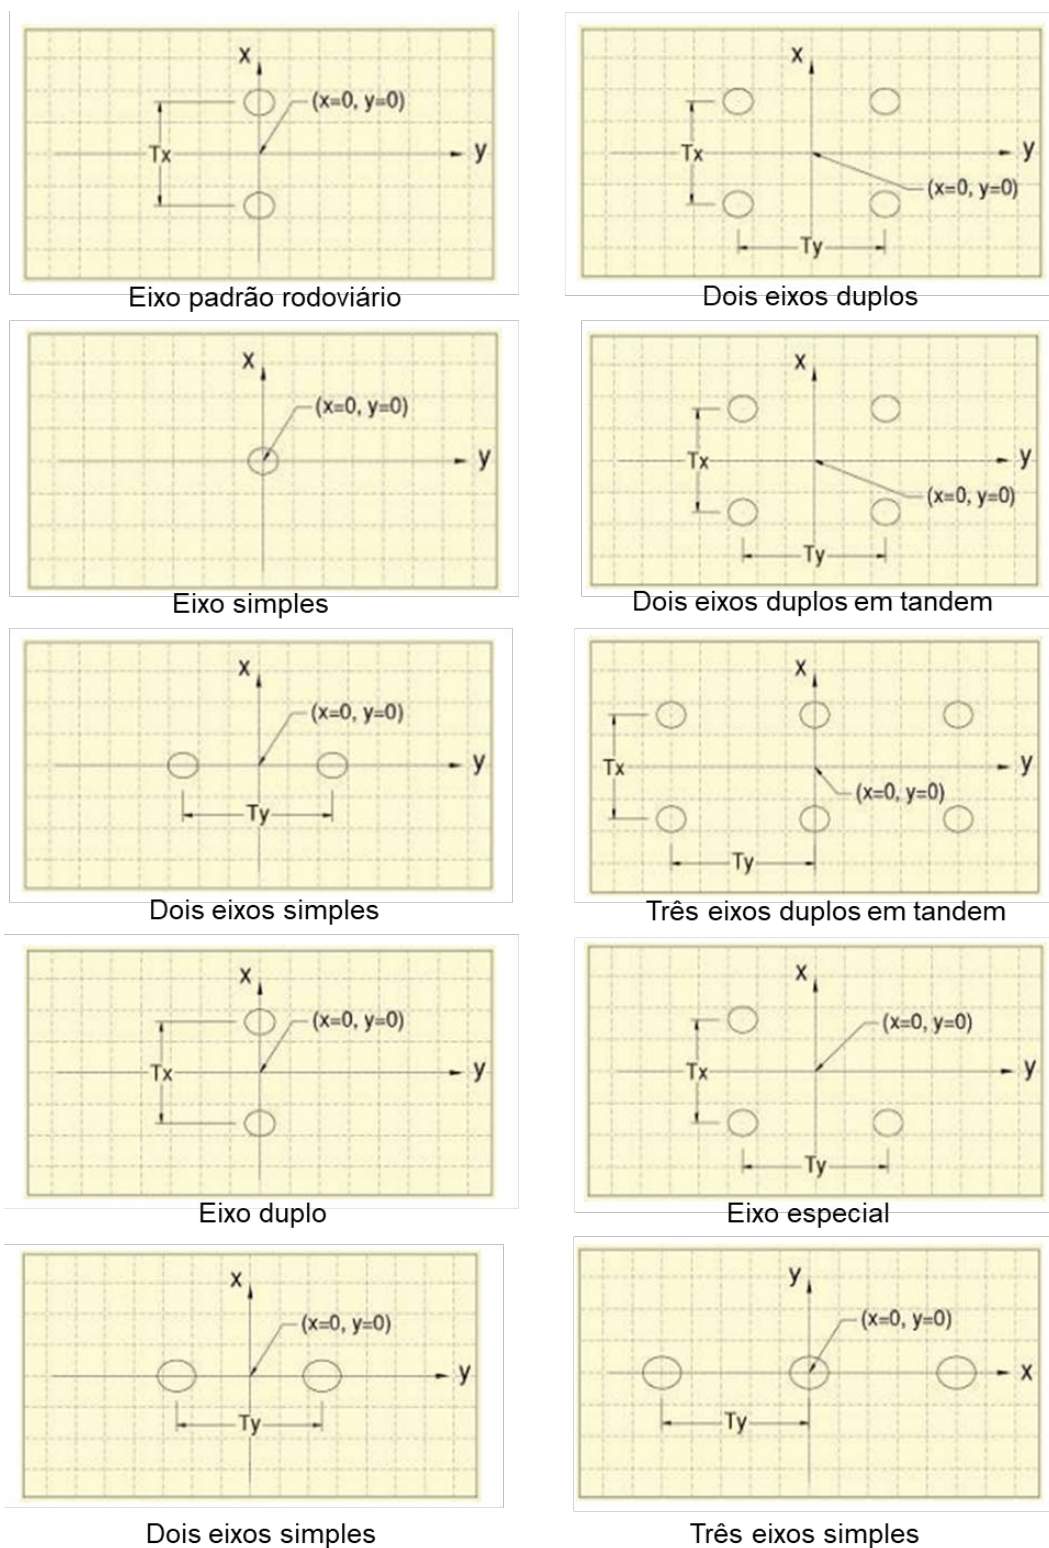 x
(x=0, y=0)
Tx
y
Eixo padrão rodoviário
x
Tx
y
(x=0, y=0)
Ty
Dois eixos duplos
x
(x=0, y=0)
y
Eixo simples
x
Tx
y
(x=0, y=0)
Ty
Dois eixos duplos em tandem
x
(x=0, y=0)
y
Ty
Dois eixos simples
x
Tx
y
(x=0, y=0)
Ty
Três eixos duplos em tandem
x
(x=0, y=0)
Tx
y
Eixo duplo
x
(x=0, y=0)
Tx
y
Ty
Eixo especial
x
(x=0, y=0)
y
Ty
Dois eixos simples
y
(x=0, y=0)
x
Ty
Três eixos simples